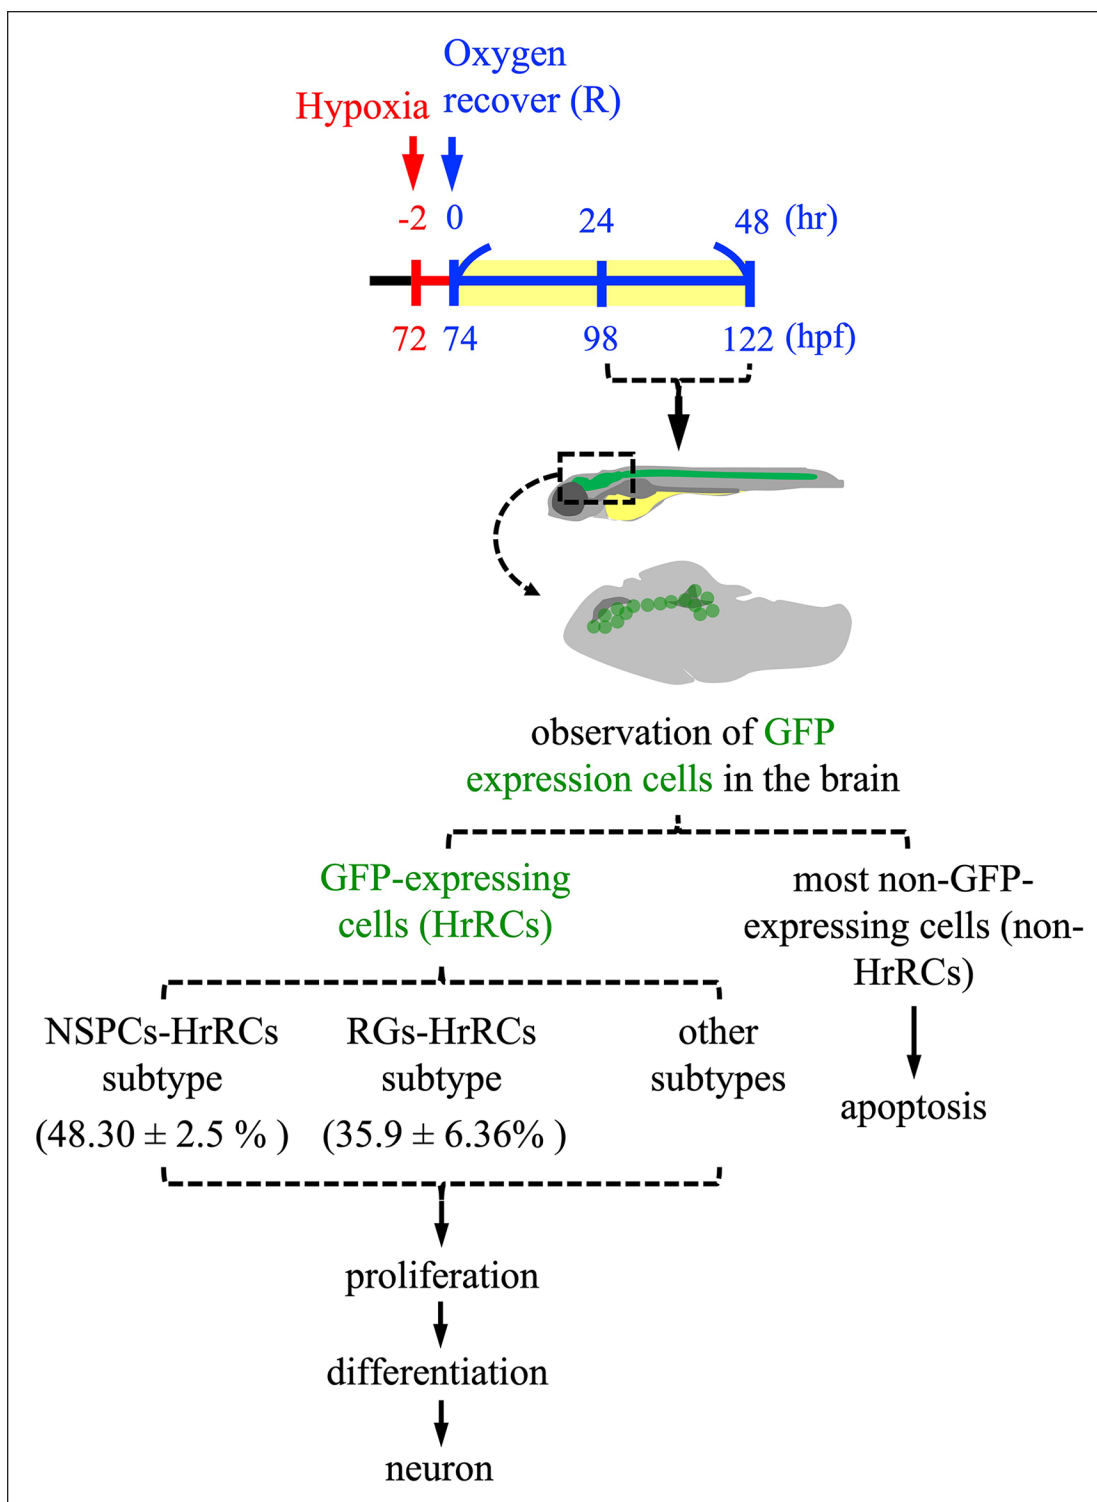 Oxygen
recover (R)
Hypoxia
-2 0 24 48 (hr)
72 74 98 122 (hpf)
observation of GFP
expression cells in the brain
GFP-expressing
cells (HrRCs)
most non-GFP-
expressing cells (non-
HrRCs)
NSPCs-HrRCs
subtype
(48.30 ± 2.5 % )
RGs-HrRCs
subtype
(35.9 ± 6.36% )
other
subtypes
apoptosis
proliferation
differentiation
neuron